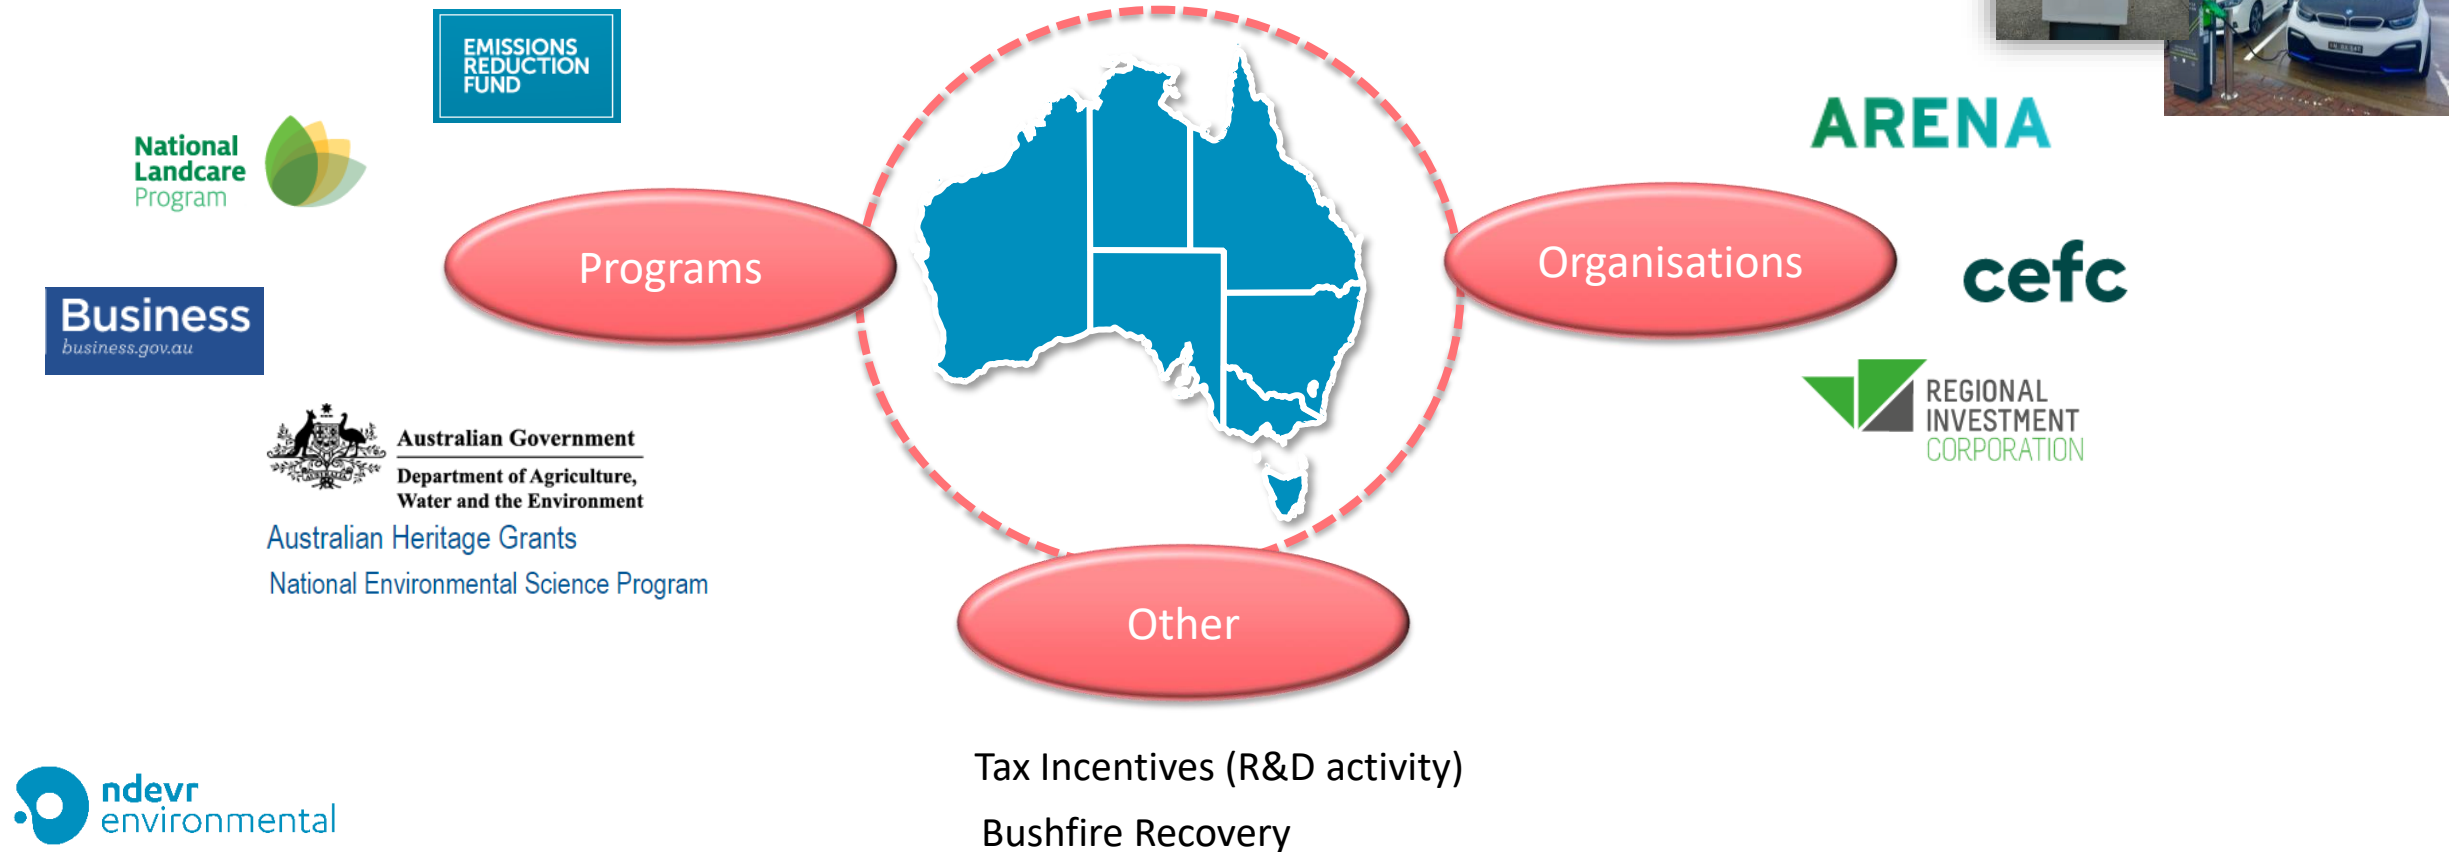 EMISSIONS
REDUCTION
FUND
National
Landcare
Program
Business
business.gov.au
Programs
Australian Government
Department of Agriculture,
Water and the Environment
Australian Heritage Grants
National Environmental Science Program
ARENA
Organisations
cefc
REGIONAL
INVESTMENT
CORPORATION
Other
Tax Incentives (R&D activity)
Bushfire Recovery
ndevr
environmental